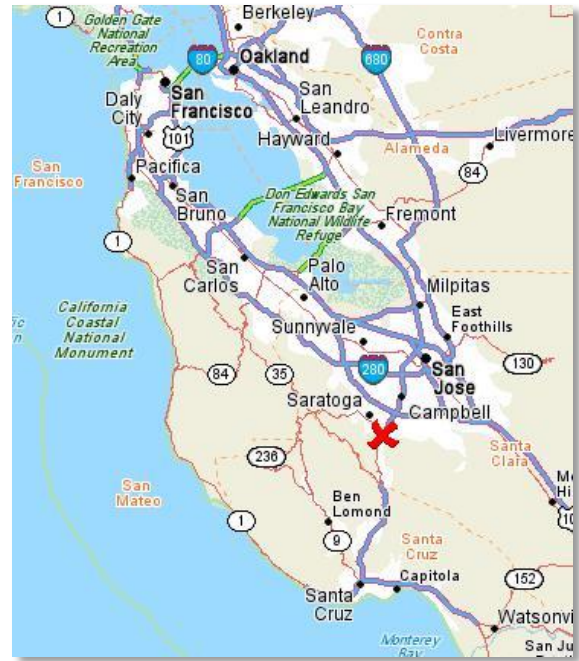 Berkeley
1
Golden Gate
National
Recreation
Area
80
Oakland
680
Contra
Costa
San
Francisco
Daly
City
San
Leandro
101
Hayward
Livermore
Alameda
Pacifica
San
Francisco
84
San
Bruno
Don Edwards San
Francisco Bay
National Wildlife
Refuge
Fremont
1
San
Carlos
Palo
Alto
Milpitas
California
Coastal
National
Monument
East
Foothills
Sunnyvale
130
84
35
280
San
Jose
Saratoga
Campbell
236
Santa
Clara
San
Mateo
Ben
Lomond
1
9
Santa
Cruz
Capitola
152
Santa
Cruz
Watsonvi
Monterey
Bay
San Ju